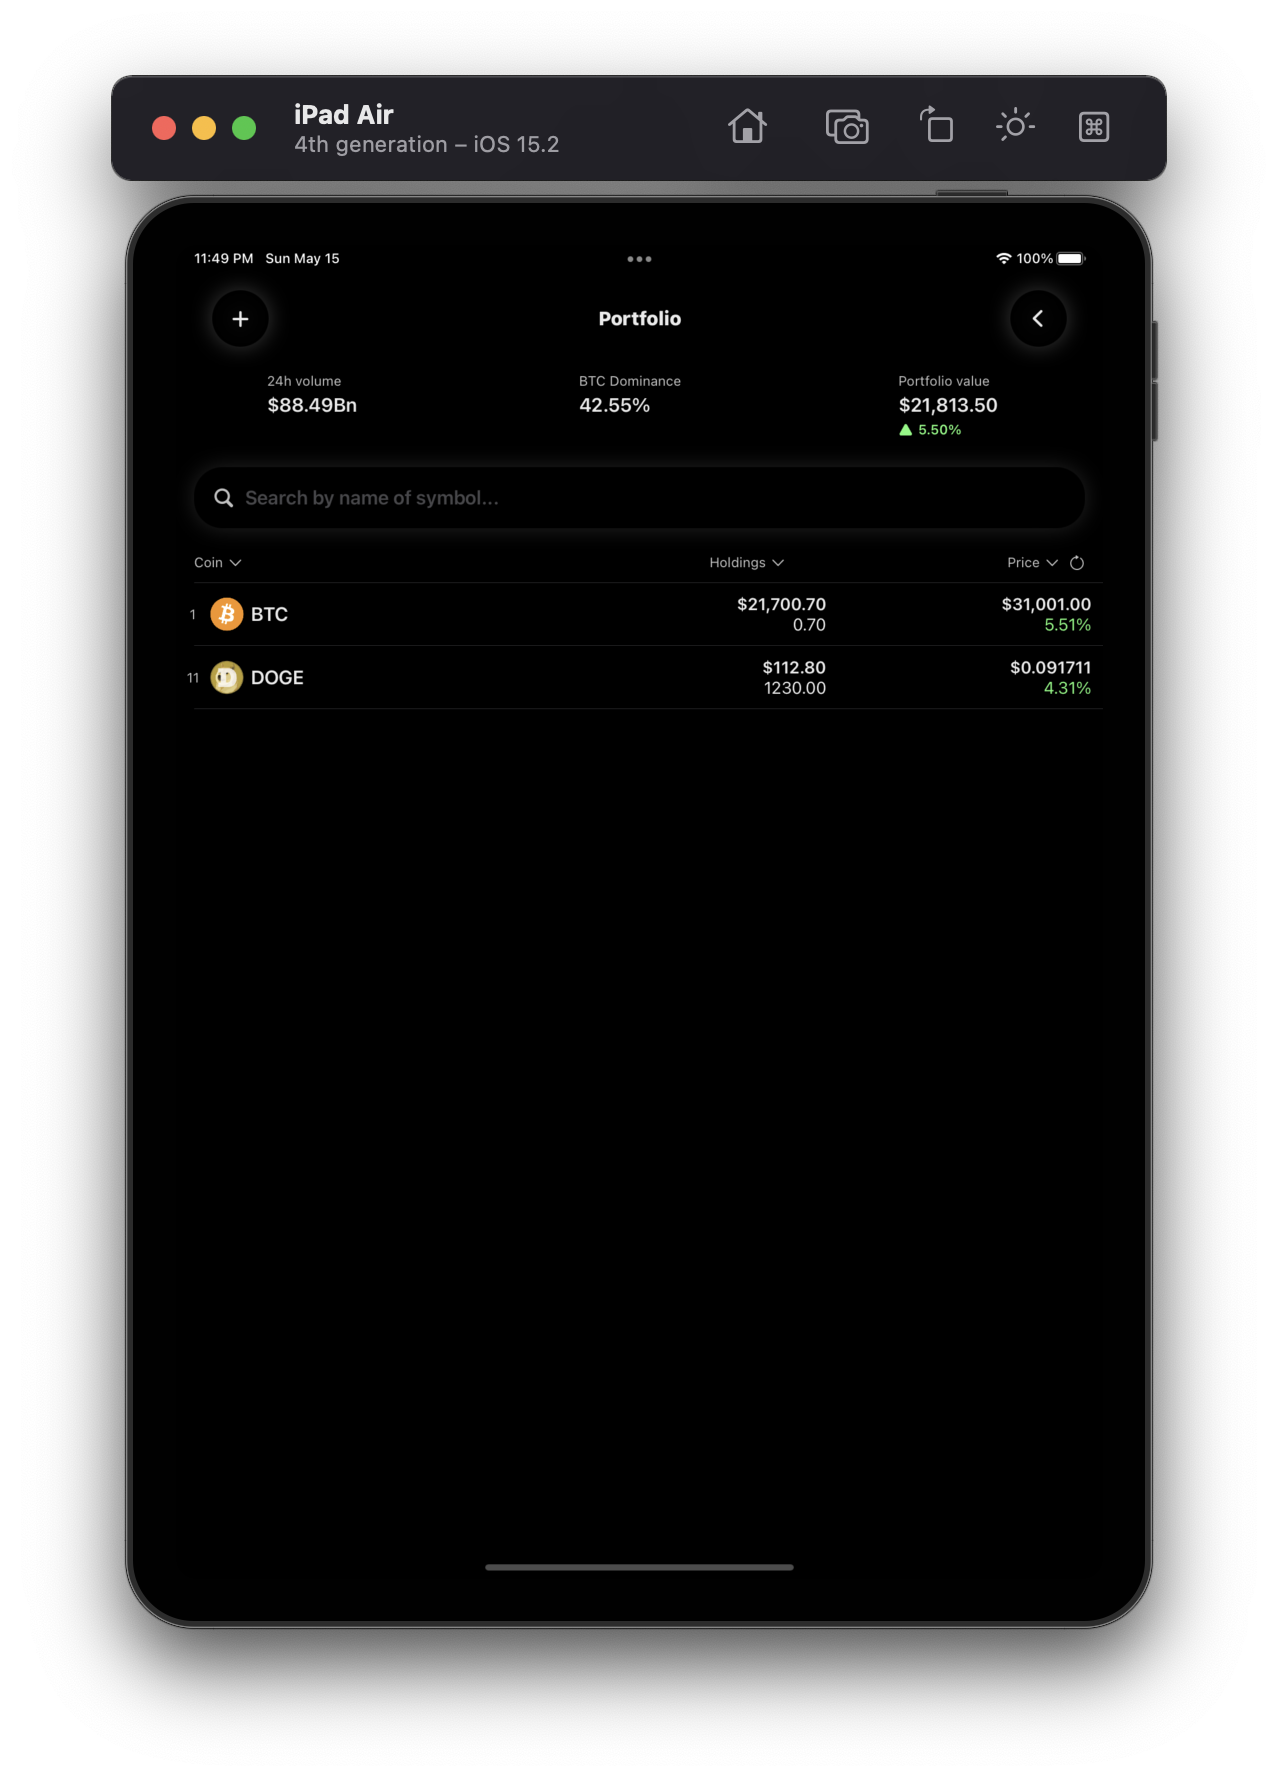 iPad Air
4th generation – iOS 15.2
11:49 PM Sun May 15
100%
Portfolio
24h volume
$88.49Bn
BTC Dominance
42.55%
Portfolio value
$21,813.50
5.50%
Search by name of symbol...
Coin Holdings Price
1 BTC $21,700.70 $31,001.00
0.70 5.51%
11 DOGE $112.80 $0.091711
1230.00 4.31%